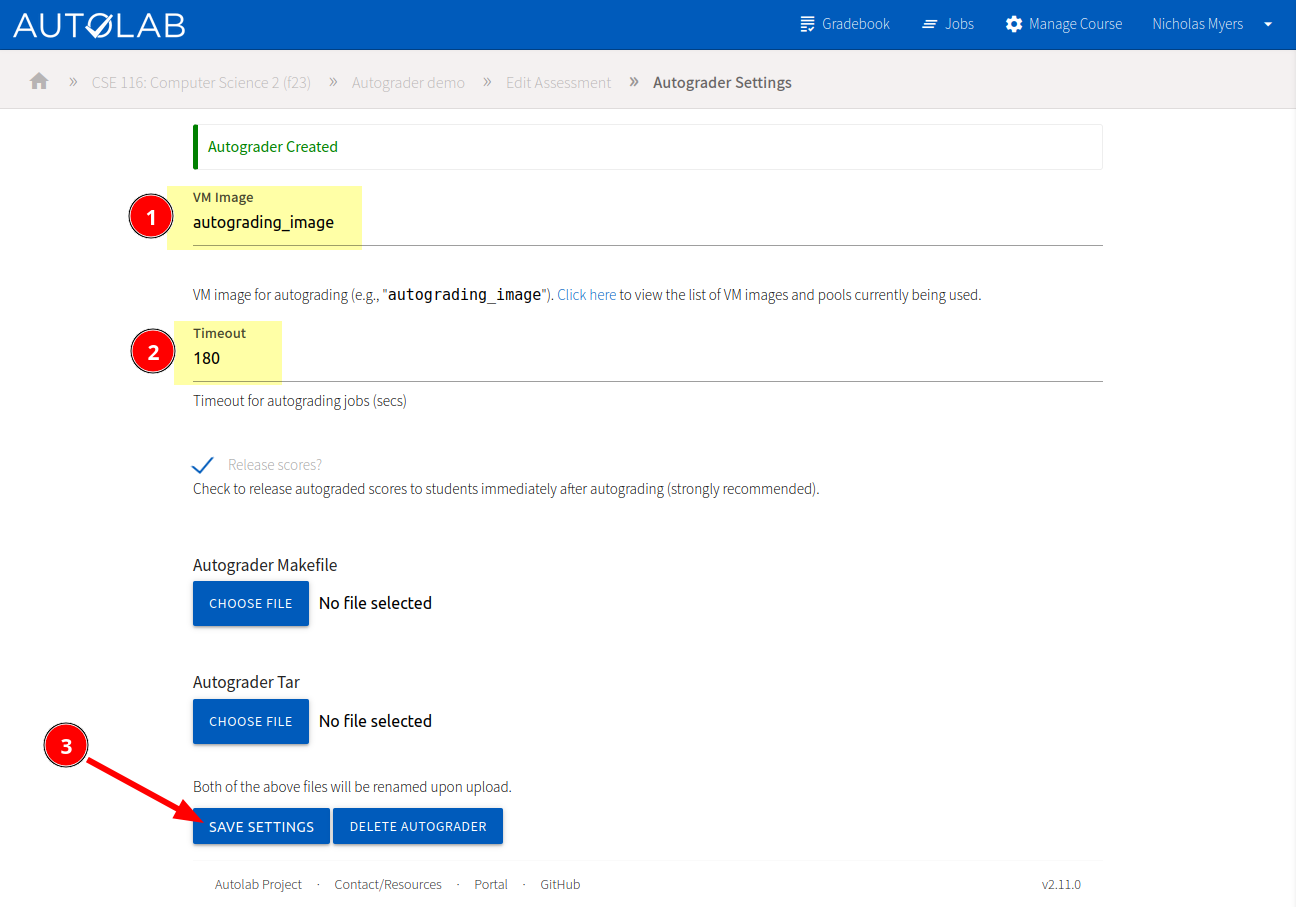 AUTOLAB
Gradebook Jobs Manage Course Nicholas Myers
» CSE 116: Computer Science 2 (f23) » Autograder demo » Edit Assessment » Autograder Settings
Autograder Created
1
VM Image
autograding_image
VM image for autograding (e.g., "autograding_image"). Click here to view the list of VM images and pools currently being used.
2
Timeout
180
Timeout for autograding jobs (secs)
Release scores?
Check to release autograded scores to students immediately after autograding (strongly recommended).
Autograder Makefile
CHOOSE FILE No file selected
Autograder Tar
CHOOSE FILE No file selected
3
Both of the above files will be renamed upon upload.
SAVE SETTINGS DELETE AUTOGRADER
Autolab Project · Contact/Resources · Portal · GitHub v2.11.0